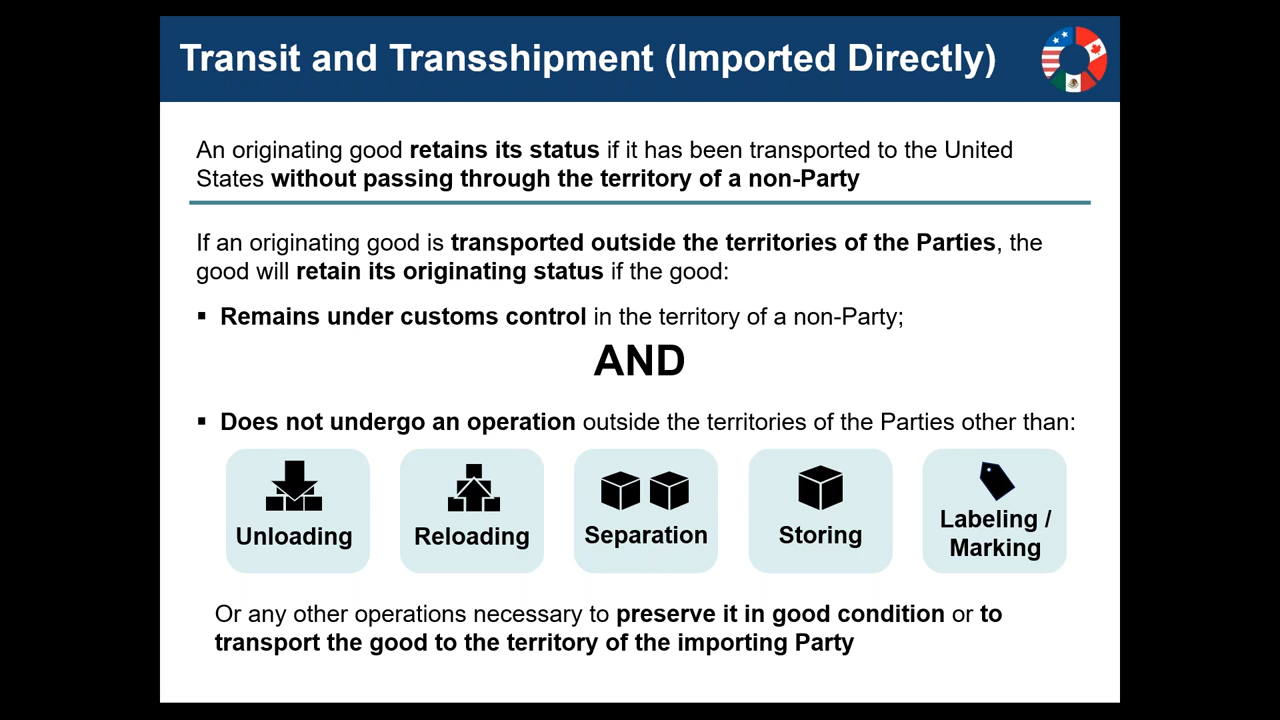 Transit and Transshipment (Imported Directly)
An originating good retains its status if it has been transported to the United
States without passing through the territory of a non-Party
If an originating good is transported outside the territories of the Parties, the
good will retain its originating status if the good:
▪ Remains under customs control in the territory of a non-Party;
AND
▪ Does not undergo an operation outside the territories of the Parties other than:
Unloading
Reloading
Separation
Storing
Labeling /
Marking
Or any other operations necessary to preserve it in good condition or to
transport the good to the territory of the importing Party